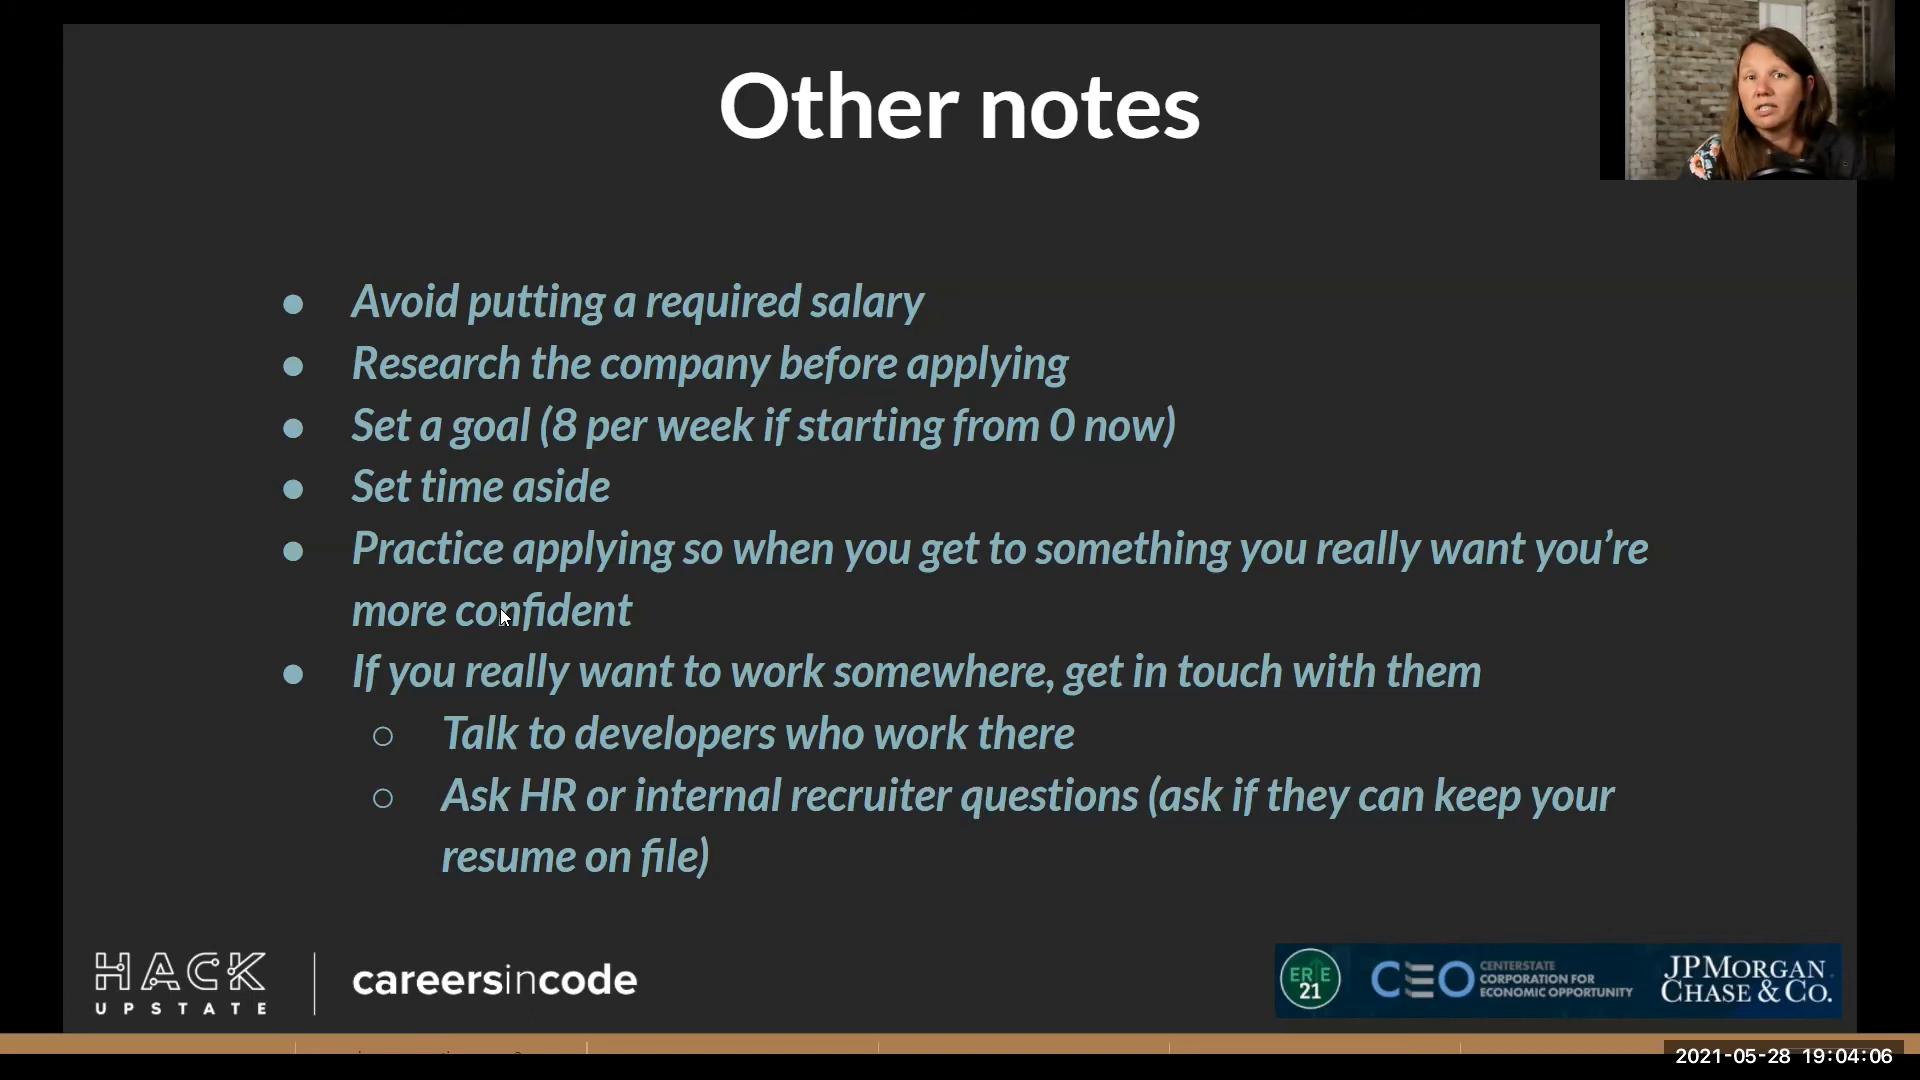 Other notes
● Avoid putting a required salary
● Research the company before applying
● Set a goal (8 per week if starting from 0 now)
● Set time aside
● Practice applying so when you get to something you really want you’re
more confident
● If you really want to work somewhere, get in touch with them
○ Talk to developers who work there
○ Ask HR or internal recruiter questions (ask if they can keep your
resume on file)
HACK
UPSTATE
careersincode
ERIE
21
CEO
CENTERSTATE
CORPORATION FOR
ECONOMIC OPPORTUNITY
JPMORGAN
CHASE & CO.
2021-05-28 19:04:06